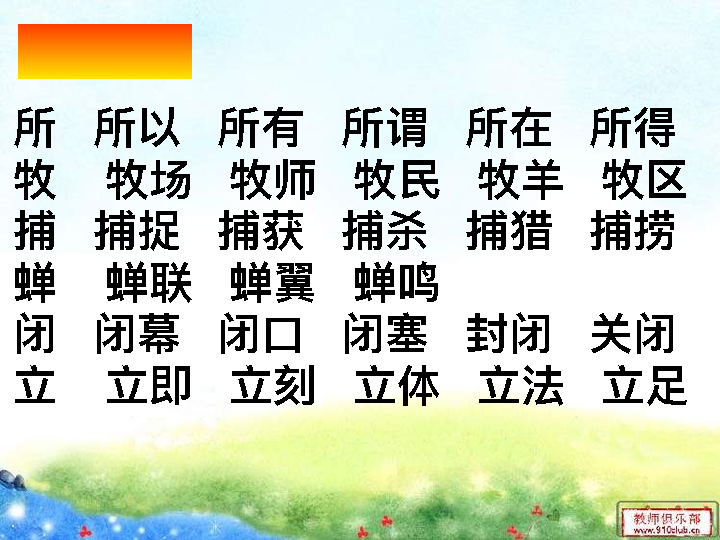 所 所以 所有 所谓 所在 所得
牧 牧场 牧师 牧民 牧羊 牧区
捕 捕捉 捕获 捕杀 捕猎 捕捞
蝉 蝉联 蝉翼 蝉鸣
闭 闭幕 闭口 闭塞 封闭 关闭
立 立即 立刻 立体 立法 立足
教师俱乐部
www.910club.cn